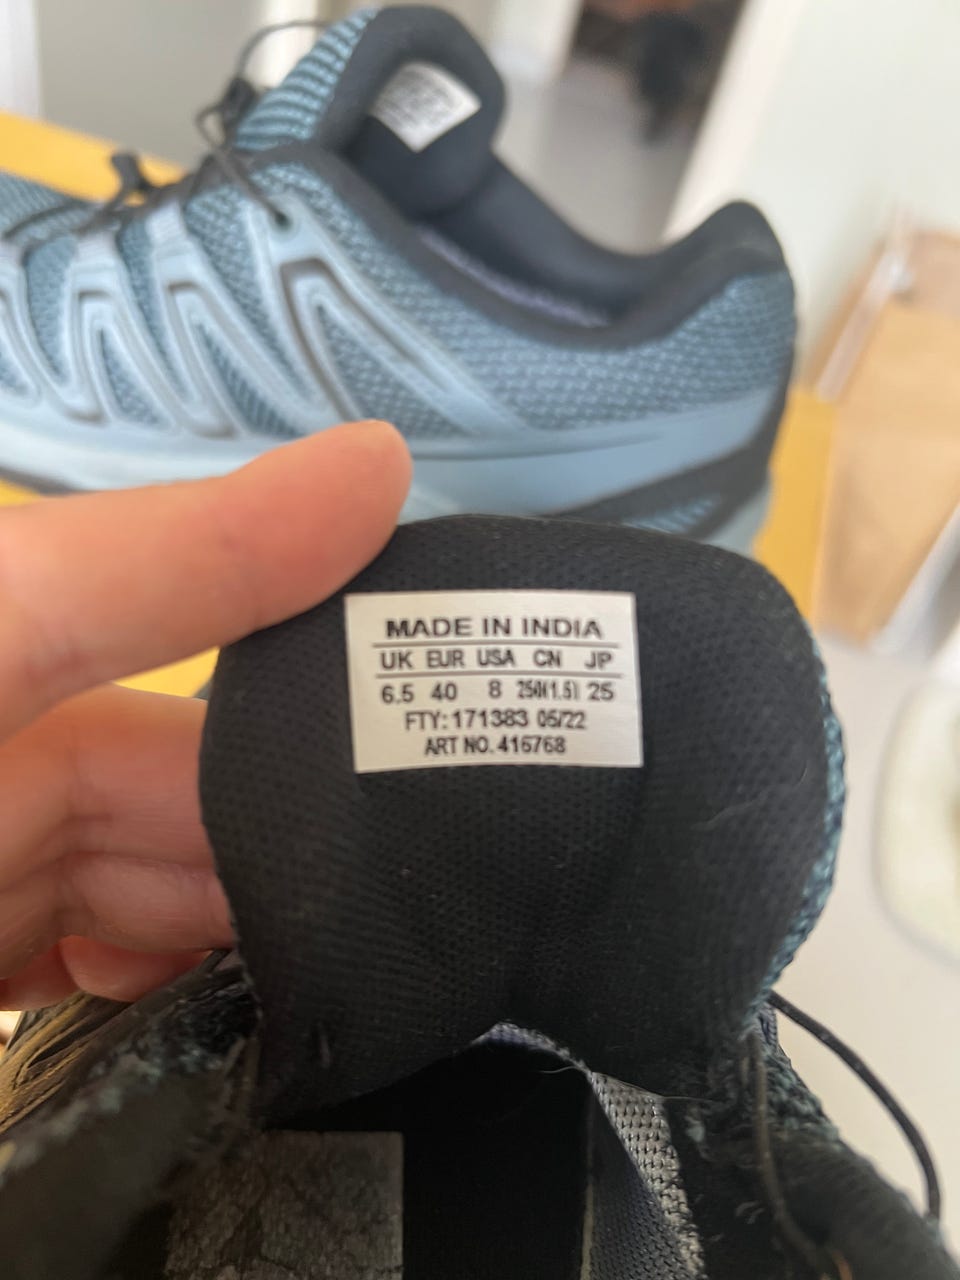 MADE IN INDIA
UK EUR USA CN JP
6.5 40 8 250(1.5) 25
FTY: 171383 05/22
ART NO. 416768